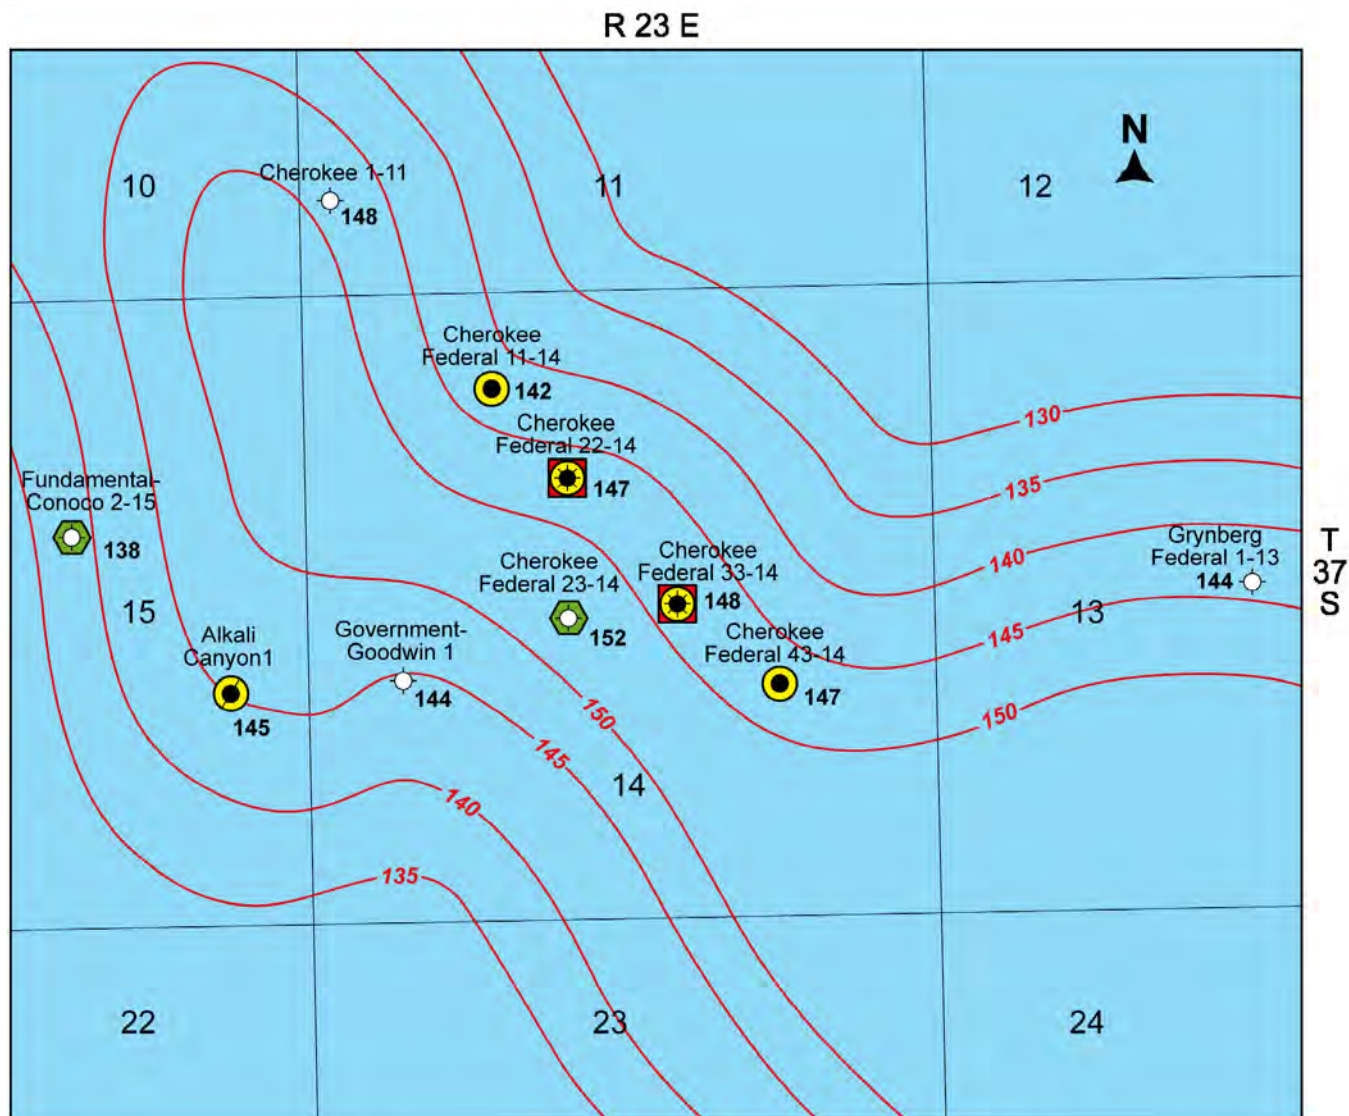 R 23 E
N
10
Cherokee 1-11
148
11
12
Cherokee
Federal 11-14
142
130
Cherokee
Federal 22-14
147
135
Fundamental-
Conoco 2-15
138
Cherokee
Federal 23-14
152
Cherokee
Federal 33-14
148
140
Grynberg
Federal 1-13
144
T
37
S
15
13
Alkali
Canyon1
145
Government-
Goodwin 1
144
Cherokee
Federal 43-14
147
145
150
150
145
14
140
135
22
23
24